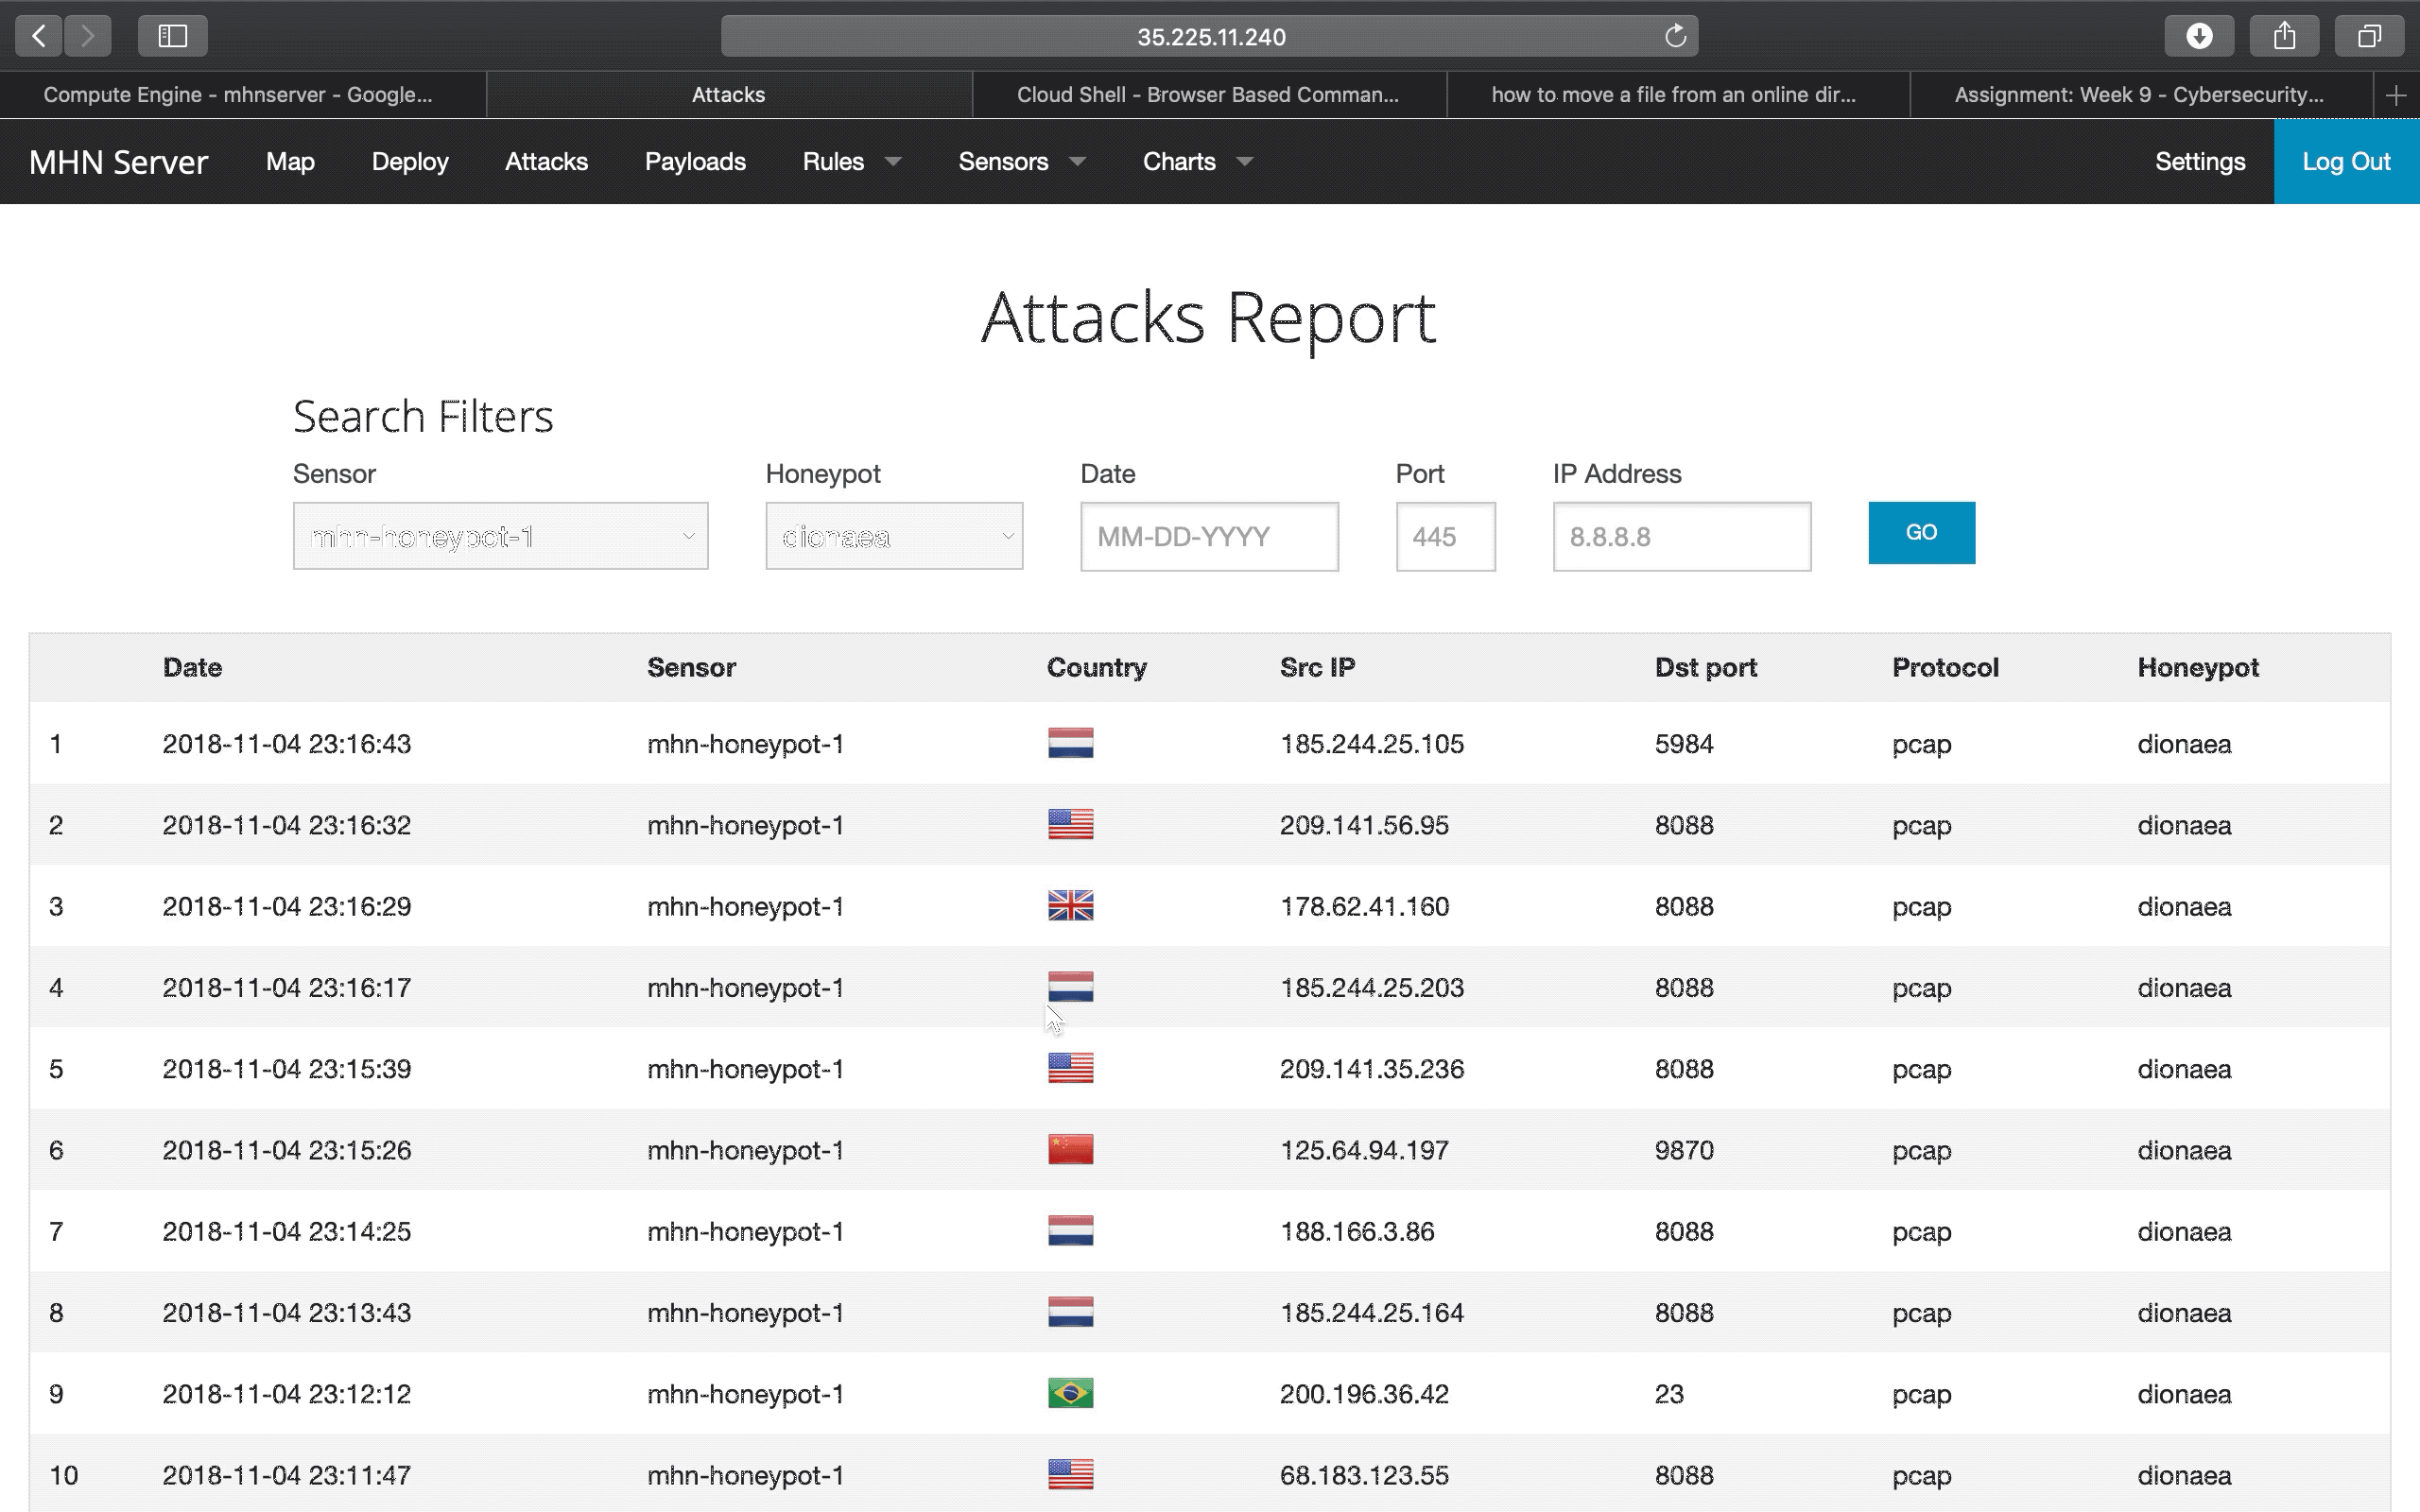 35.225.11.240
Compute Engine - mhnserver - Google... Attacks Cloud Shell - Browser Based Comman... how to move a file from an online dir... Assignment: Week 9 - Cybersecurity...
MHN Server Map Deploy Attacks Payloads Rules Sensors Charts Settings Log Out
Attacks Report
Search Filters
Sensor Honeypot Date Port IP Address
mhn-honeypot-1 dionaea MM-DD-YYYY 445 8.8.8.8 GO
Date Sensor Country Src IP Dst port Protocol Honeypot
1 2018-11-04 23:16:43 mhn-honeypot-1 185.244.25.105 5984 pcap dionaea
2 2018-11-04 23:16:32 mhn-honeypot-1 209.141.56.95 8088 pcap dionaea
3 2018-11-04 23:16:29 mhn-honeypot-1 178.62.41.160 8088 pcap dionaea
4 2018-11-04 23:16:17 mhn-honeypot-1 185.244.25.203 8088 pcap dionaea
5 2018-11-04 23:15:39 mhn-honeypot-1 209.141.35.236 8088 pcap dionaea
6 2018-11-04 23:15:26 mhn-honeypot-1 125.64.94.197 9870 pcap dionaea
7 2018-11-04 23:14:25 mhn-honeypot-1 188.166.3.86 8088 pcap dionaea
8 2018-11-04 23:13:43 mhn-honeypot-1 185.244.25.164 8088 pcap dionaea
9 2018-11-04 23:12:12 mhn-honeypot-1 200.196.36.42 23 pcap dionaea
10 2018-11-04 23:11:47 mhn-honeypot-1 68.183.123.55 8088 pcap dionaea